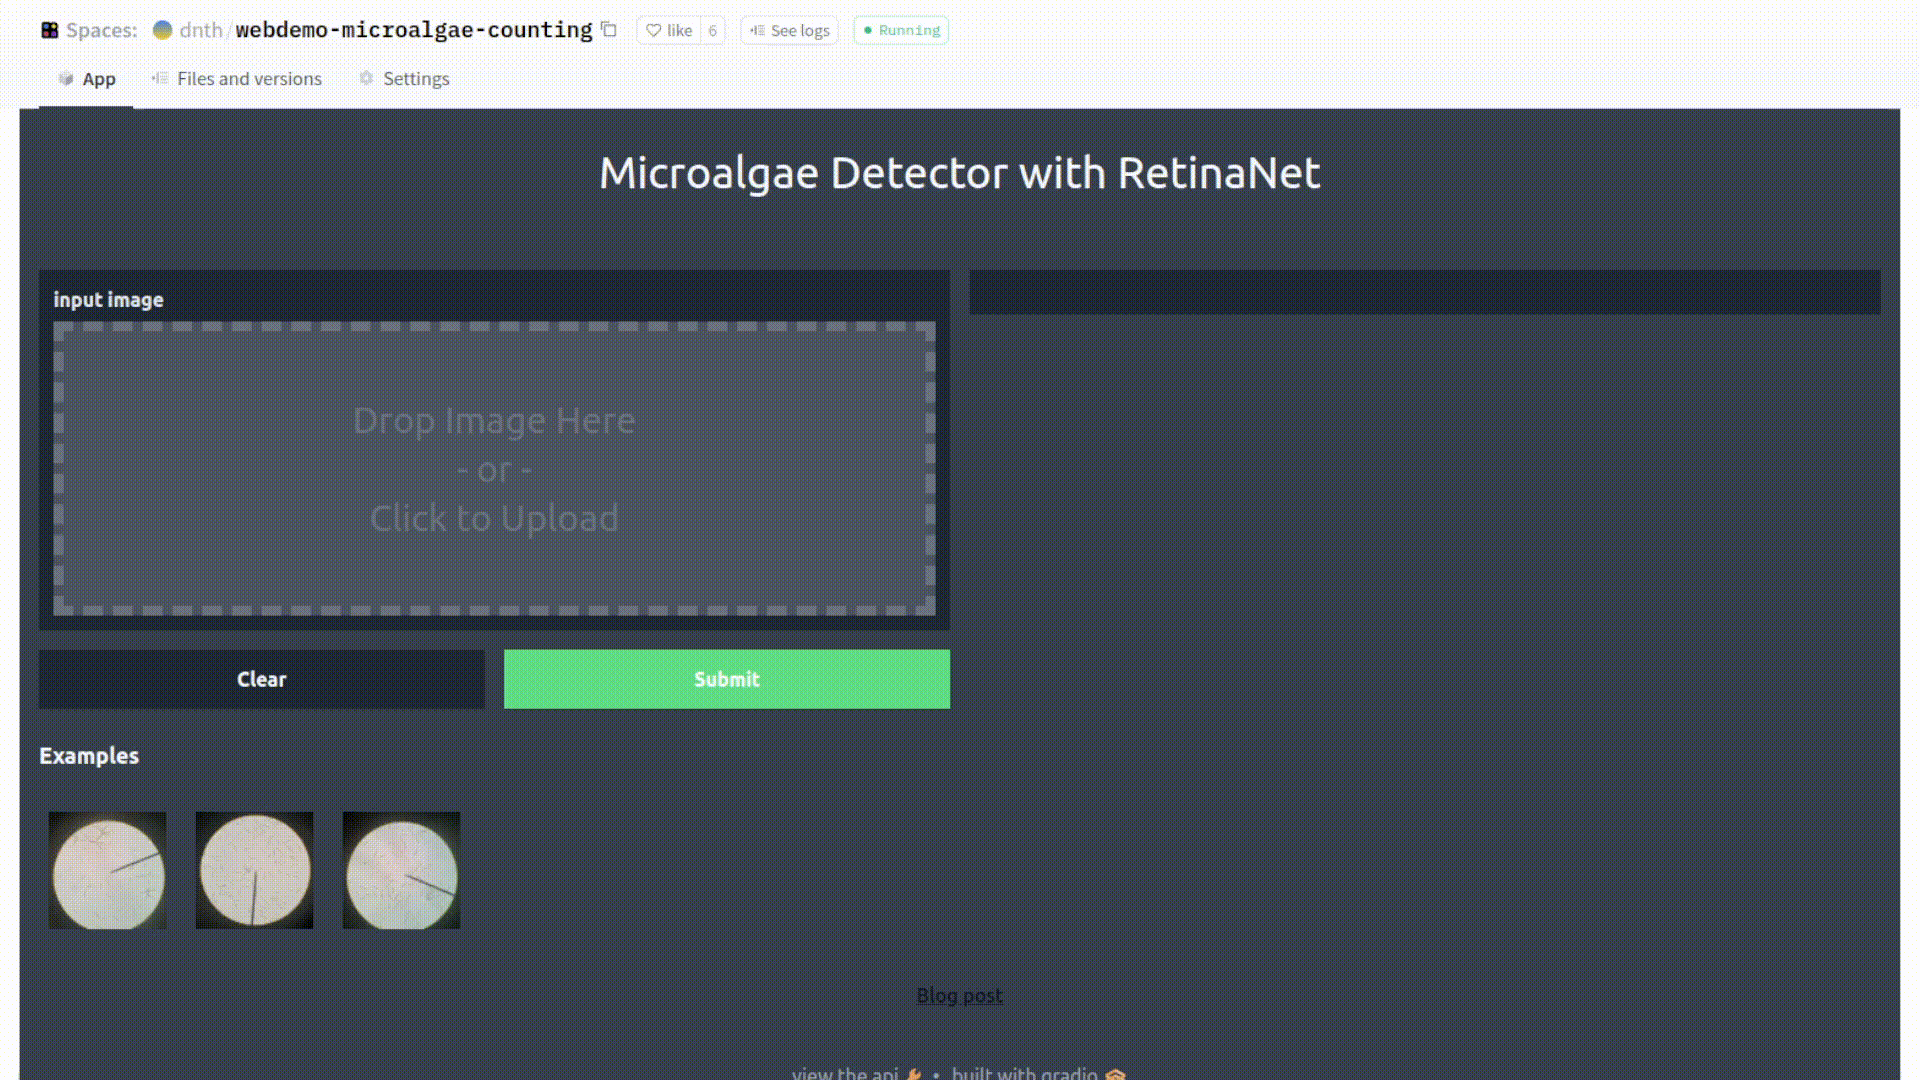 Spaces: dnth/webdemo-microalgae-counting like 6 See logs Running
App Files and versions Settings
Microalgae Detector with RetinaNet
input image
Drop Image Here
- or -
Click to Upload
Clear Submit
Examples
Blog post
view the api • built with gradio